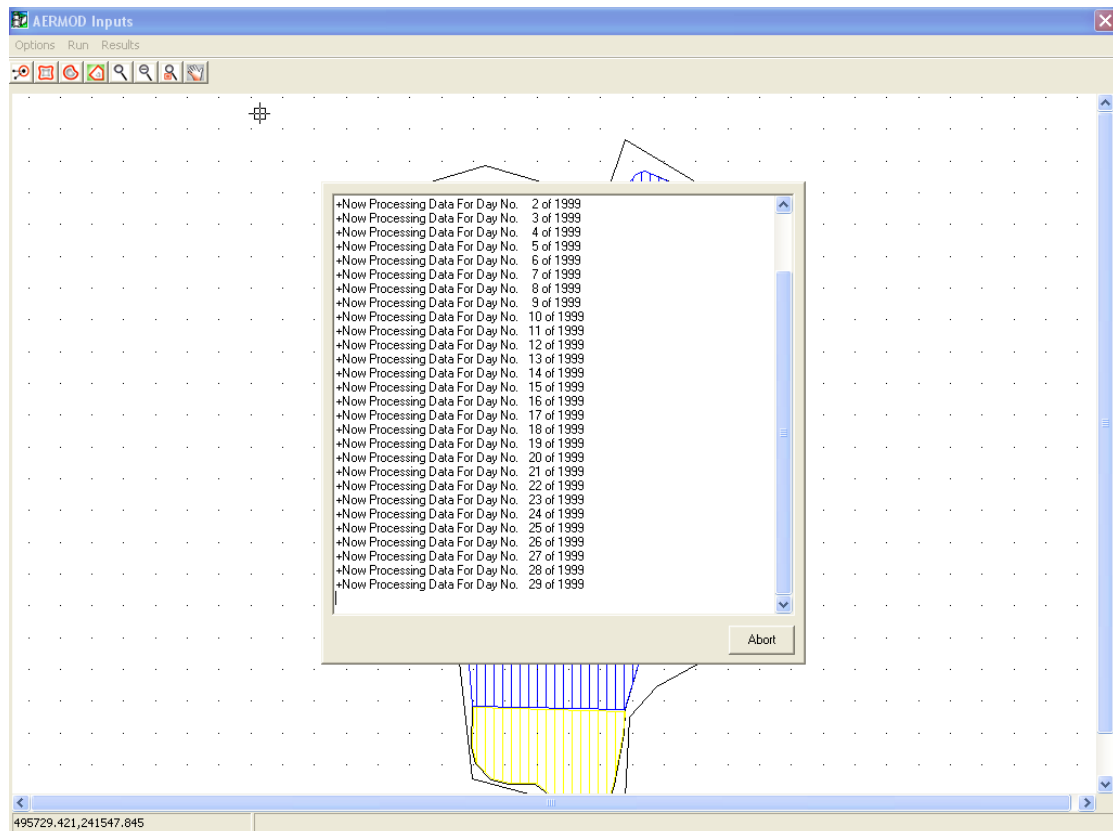 AERMOD Inputs
Options Run Results
+Now Processing Data For Day No. 2 of 1999
+Now Processing Data For Day No. 3 of 1999
+Now Processing Data For Day No. 4 of 1999
+Now Processing Data For Day No. 5 of 1999
+Now Processing Data For Day No. 6 of 1999
+Now Processing Data For Day No. 7 of 1999
+Now Processing Data For Day No. 8 of 1999
+Now Processing Data For Day No. 9 of 1999
+Now Processing Data For Day No. 10 of 1999
+Now Processing Data For Day No. 11 of 1999
+Now Processing Data For Day No. 12 of 1999
+Now Processing Data For Day No. 13 of 1999
+Now Processing Data For Day No. 14 of 1999
+Now Processing Data For Day No. 15 of 1999
+Now Processing Data For Day No. 16 of 1999
+Now Processing Data For Day No. 17 of 1999
+Now Processing Data For Day No. 18 of 1999
+Now Processing Data For Day No. 19 of 1999
+Now Processing Data For Day No. 20 of 1999
+Now Processing Data For Day No. 21 of 1999
+Now Processing Data For Day No. 22 of 1999
+Now Processing Data For Day No. 23 of 1999
+Now Processing Data For Day No. 24 of 1999
+Now Processing Data For Day No. 25 of 1999
+Now Processing Data For Day No. 26 of 1999
+Now Processing Data For Day No. 27 of 1999
+Now Processing Data For Day No. 28 of 1999
+Now Processing Data For Day No. 29 of 1999
Abort
495729.421,241547.845